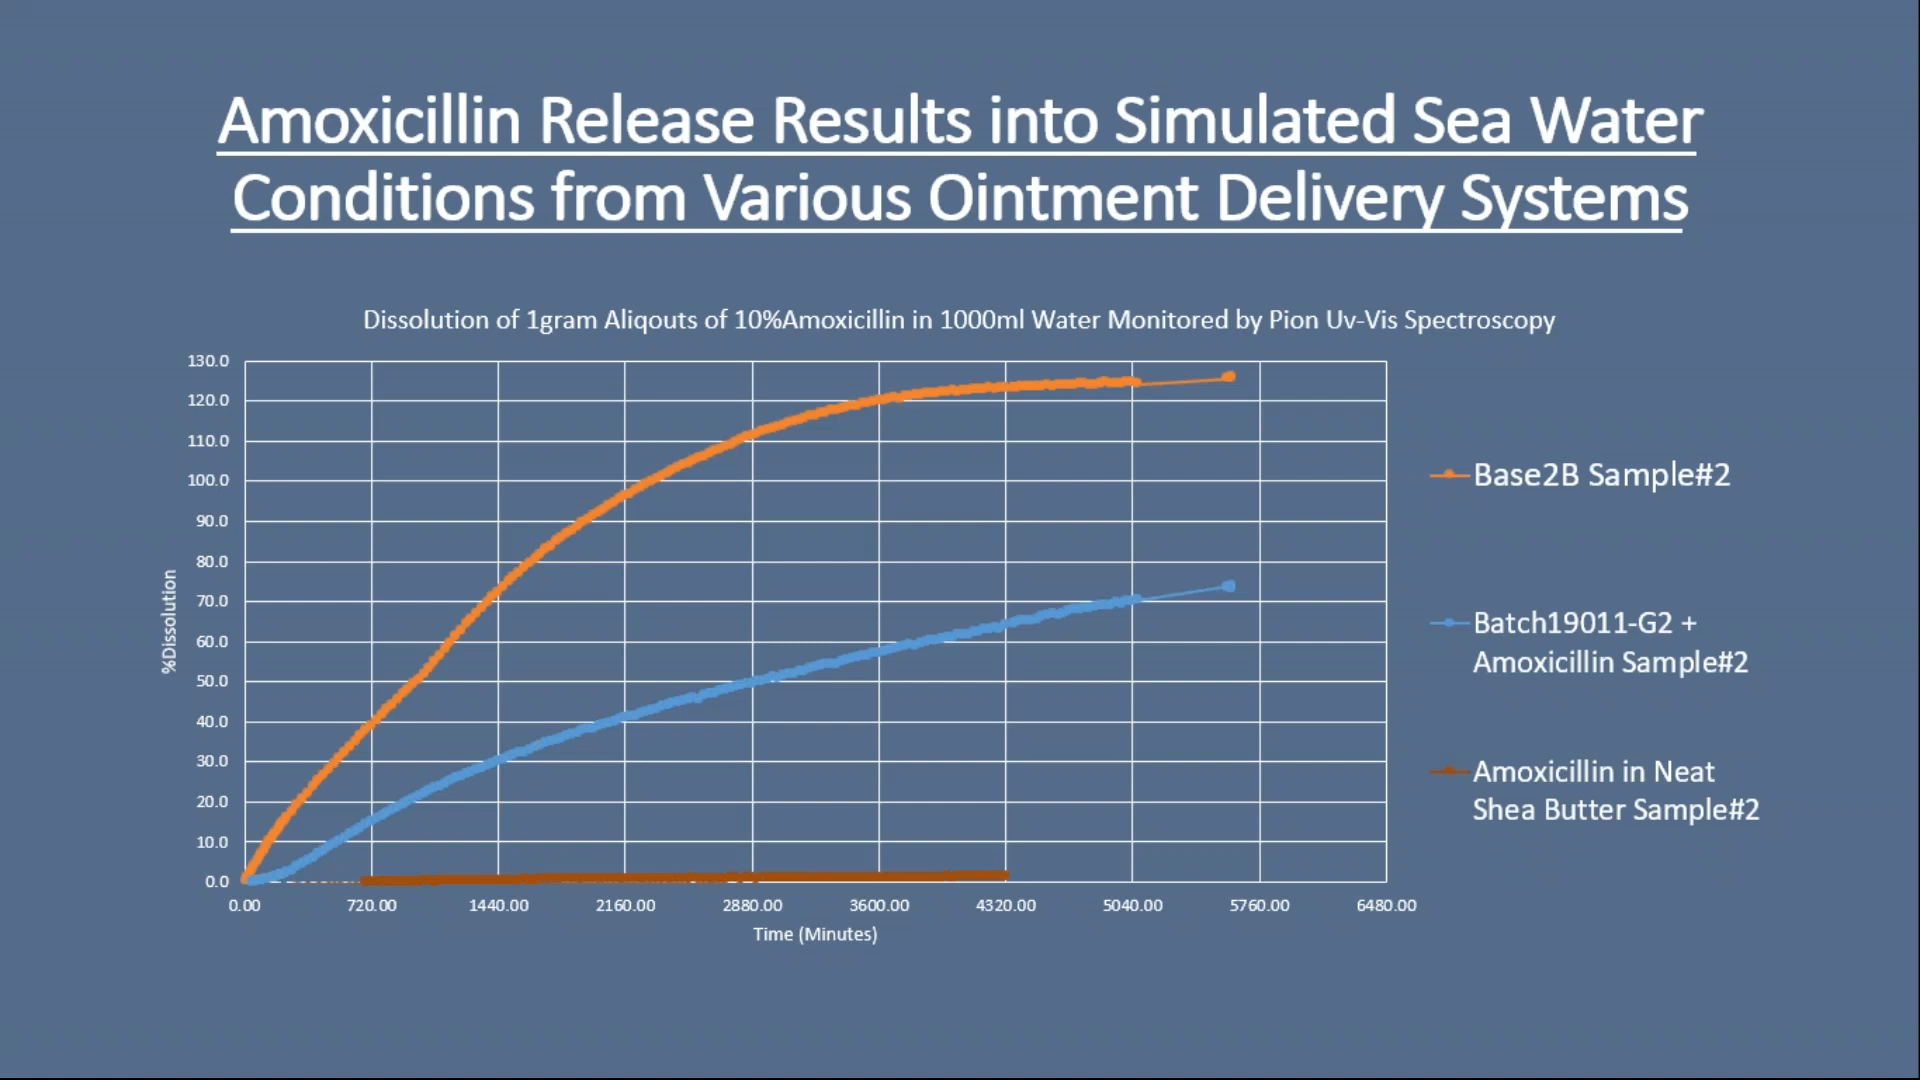 Amoxicillin Release Results into Simulated Sea Water
Conditions from Various Ointment Delivery Systems
Dissolution of 1gram Aliqouts of 10%Amoxicillin in 1000ml Water Monitored by Pion Uv-Vis Spectroscopy
%Dissolution
130.0
120.0
110.0
100.0
90.0
80.0
70.0
60.0
50.0
40.0
30.0
20.0
10.0
0.0
0.00 720.00 1440.00 2160.00 2880.00 3600.00 4320.00 5040.00 5760.00 6480.00
Time (Minutes)
Base2B Sample#2
Batch19011-G2 +
Amoxicillin Sample#2
Amoxicillin in Neat
Shea Butter Sample#2